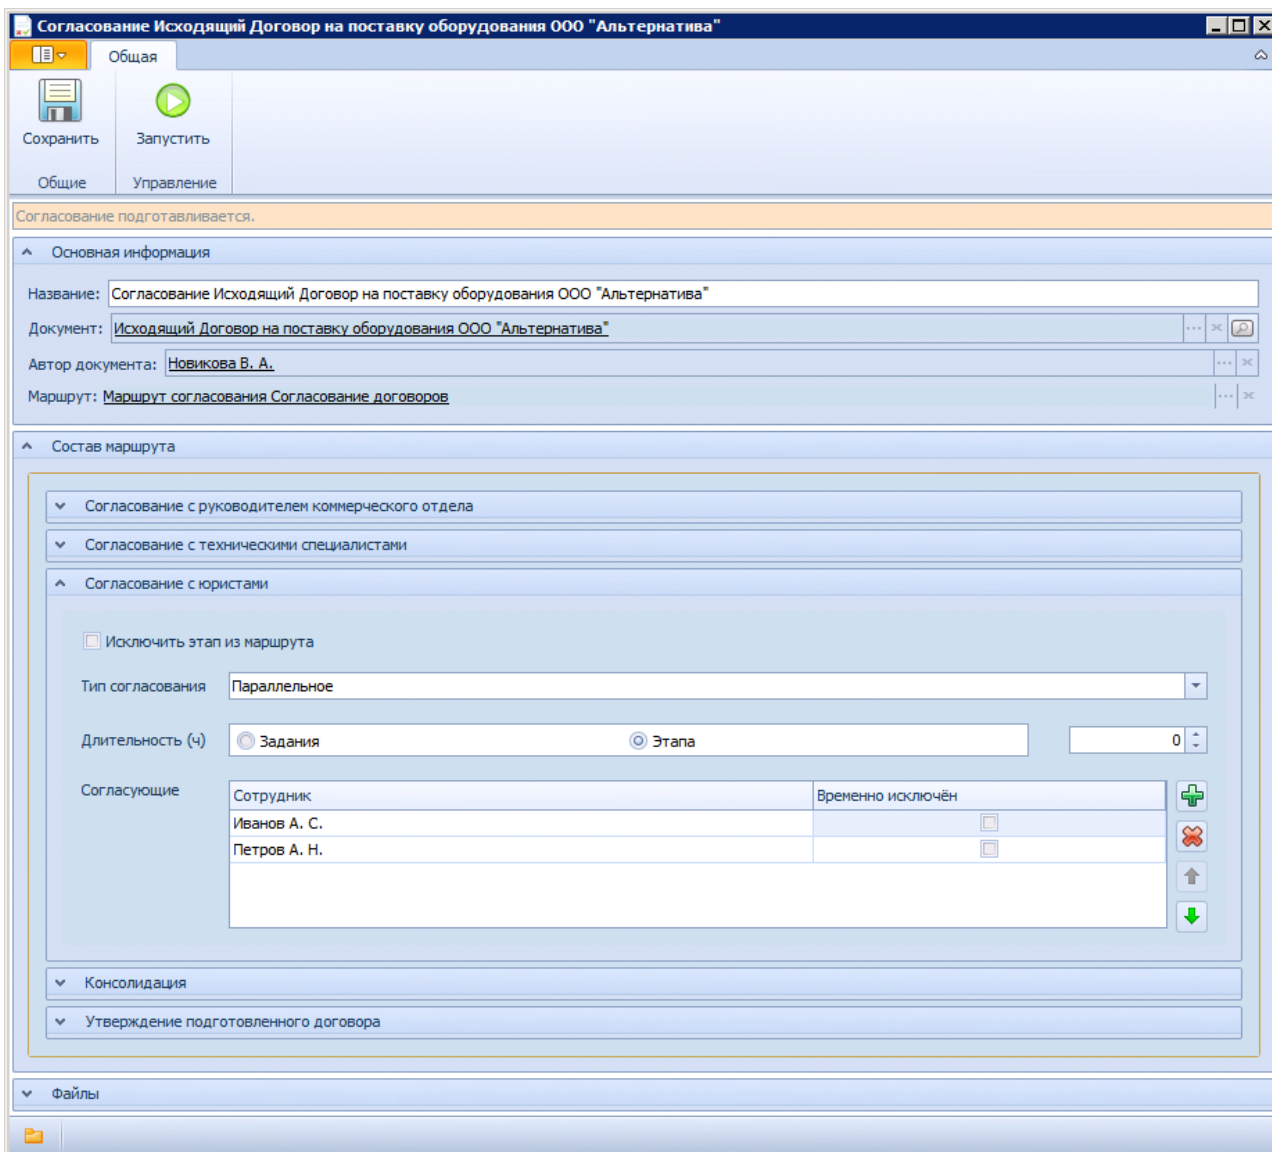 Согласование Исходящий Договор на поставку оборудования ООО "Альтернатива"
Общая
Сохранить
Запустить
Общие
Управление
Согласование подготавливается.
Основная информация
Название: Согласование Исходящий Договор на поставку оборудования ООО "Альтернатива"
Документ: Исходящий Договор на поставку оборудования ООО "Альтернатива"
Автор документа: Новикова В. А.
Маршрут: Маршрут согласования Согласование договоров
Состав маршрута
Согласование с руководителем коммерческого отдела
Согласование с техническими специалистами
Согласование с юристами
Исключить этап из маршрута
Тип согласования Параллельное
Длительность (ч) Задания Этапа 0
Согласующие Сотрудник Временно исключён
Иванов А. С.
Петров А. Н.
Консолидация
Утверждение подготовленного договора
Файлы